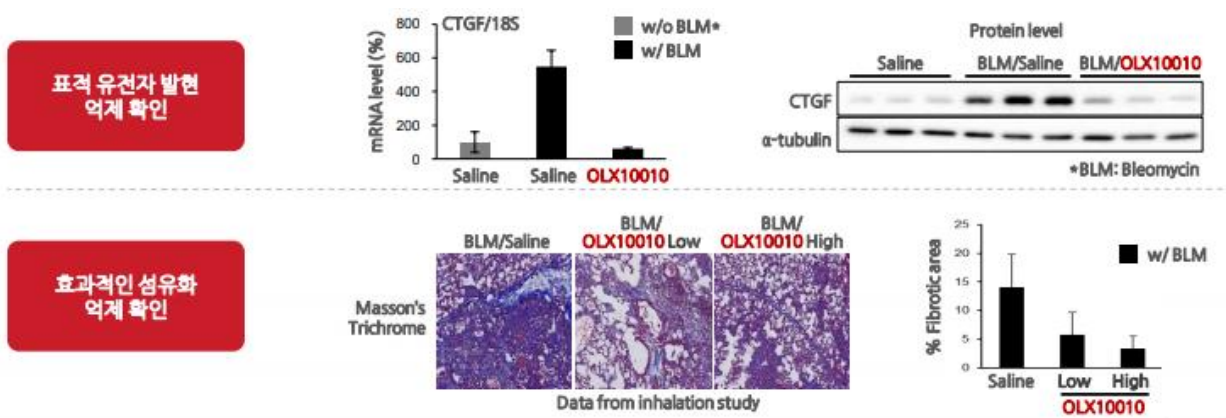 표적 유전자 발현
억제 확인
CTGF/18S
w/o BLM*
w/ BLM
mRNA level (%)
800
600
400
200
0
Saline
Saline
OLX10010
Protein level
Saline
BLM/Saline
BLM/OLX10010
CTGF
α-tubulin
*BLM: Bleomycin
효과적인 섬유화
억제 확인
Masson's
Trichrome
BLM/Saline
BLM/
OLX10010 Low
BLM/
OLX10010 High
Data from inhalation study
% Fibrotic area
25
20
15
10
5
0
w/ BLM
Saline
Low
High
OLX10010